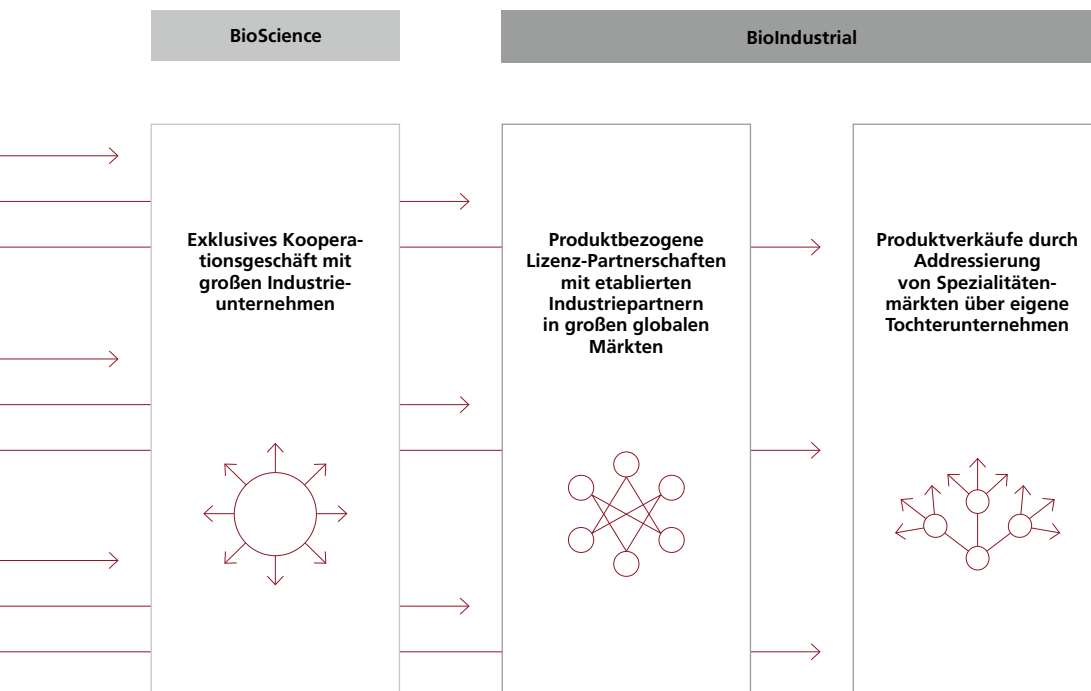 BioScience
BioIndustrial
Exklusives Koopera-
tionsgeschäft mit
großen Industrie-
unternehmen
Produktbezogene
Lizenz-Partnerschaften
mit etablierten
Industriepartnern
in großen globalen
Märkten
Produktverkäufe durch
Addressierung
von Spezialitäten-
märkten über eigene
Tochterunternehmen